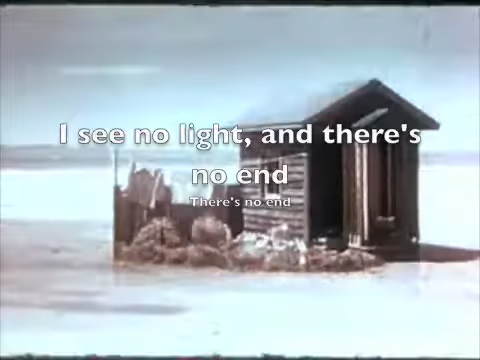 I see no light, and there's
no end
There's no end